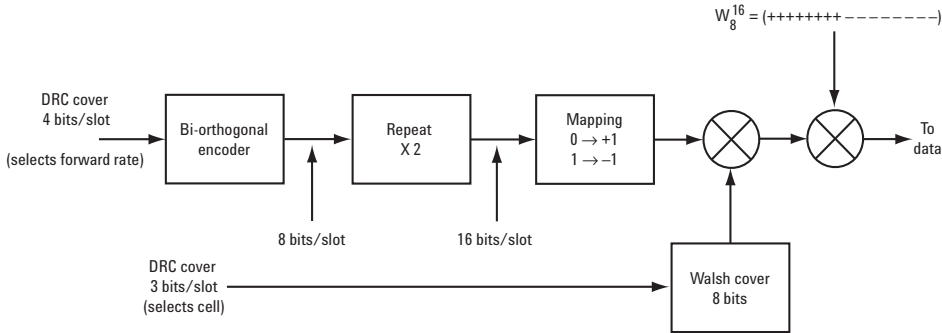 W₈¹⁶ = (++++++++ – – – – – – – –)
DRC cover
4 bits/slot
(selects forward rate)
Bi-orthogonal
encoder
Repeat
X 2
Mapping
0 → +1
1 → –1
To
data
8 bits/slot
16 bits/slot
DRC cover
3 bits/slot
(selects cell)
Walsh cover
8 bits